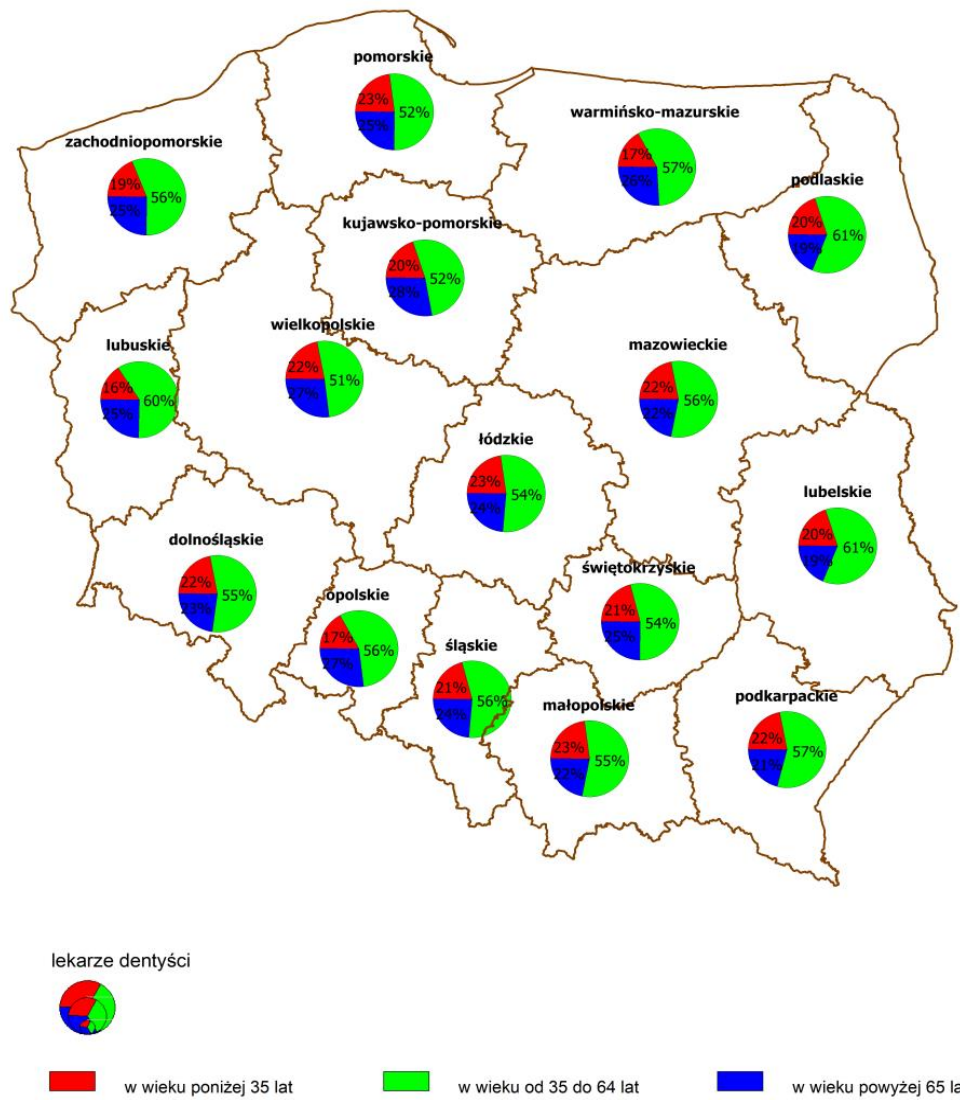 pomorskie
23%
52%
25%
warmińsko-mazurskie
17%
57%
26%
zachodniopomorskie
19%
56%
25%
podlaskie
20%
61%
19%
kujawsko-pomorskie
20%
52%
28%
wielkopolskie
22%
51%
27%
lubuskie
16%
60%
25%
mazowieckie
22%
56%
22%
łódzkie
23%
54%
24%
lubelskie
20%
61%
19%
dolnośląskie
22%
55%
23%
świętokrzyskie
21%
54%
25%
opolskie
17%
56%
27%
śląskie
21%
56%
24%
małopolskie
23%
55%
22%
podkarpackie
22%
57%
21%
lekarze dentyści
w wieku poniżej 35 lat
w wieku od 35 do 64 lat
w wieku powyżej 65 la